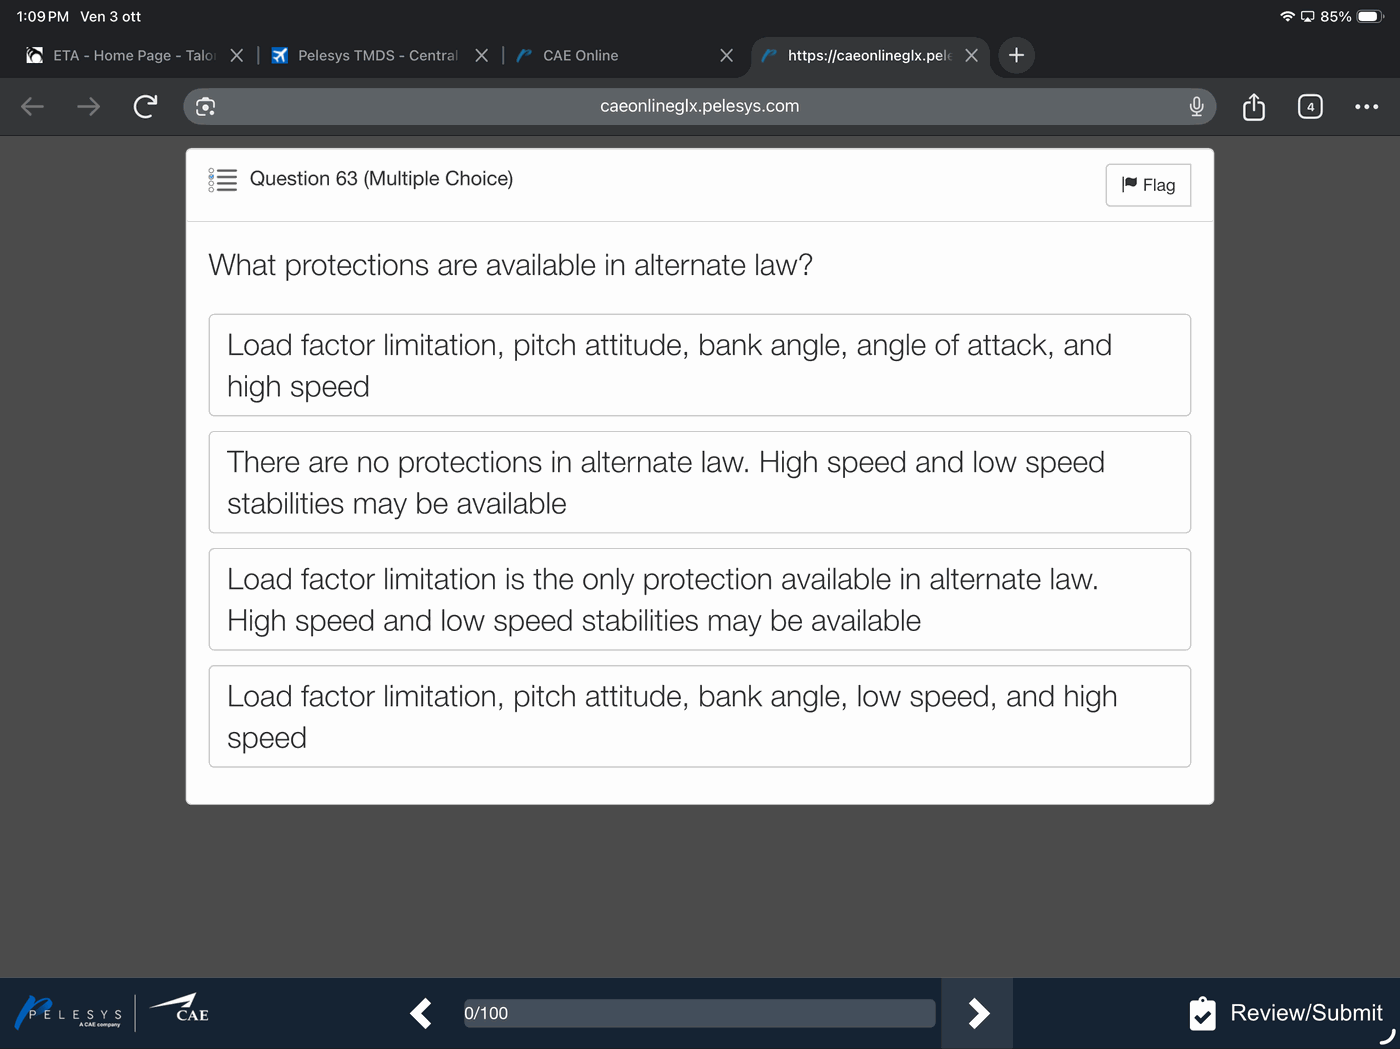 1:09 PM Ven 3 ott
85%
ETA - Home Page - Talo
Pelesys TMDS - Central
CAE Online
https://caeonlineglx.pele
caeonlineglx.pelesys.com
4
Question 63 (Multiple Choice)
Flag
What protections are available in alternate law?
Load factor limitation, pitch attitude, bank angle, angle of attack, and
high speed
There are no protections in alternate law. High speed and low speed
stabilities may be available
Load factor limitation is the only protection available in alternate law.
High speed and low speed stabilities may be available
Load factor limitation, pitch attitude, bank angle, low speed, and high
speed
PELESYS
A CAE company
CAE
0/100
Review/Submit